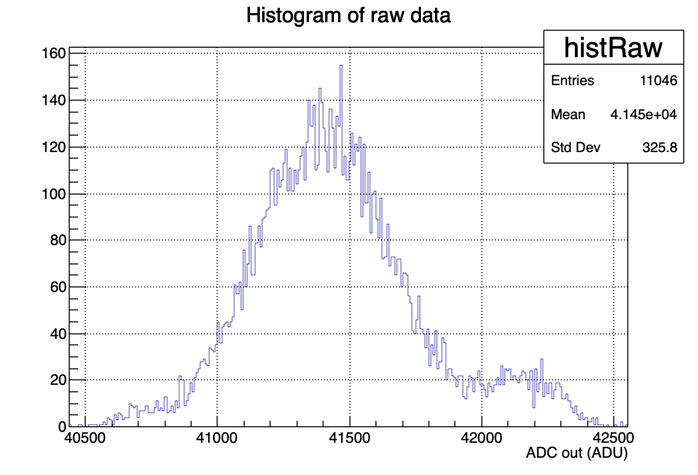 Histogram of raw data
histRaw
Entries 11046
Mean 4.145e+04
Std Dev 325.8
160
140
120
100
80
60
40
20
0
40500 41000 41500 42000 42500
ADC out (ADU)